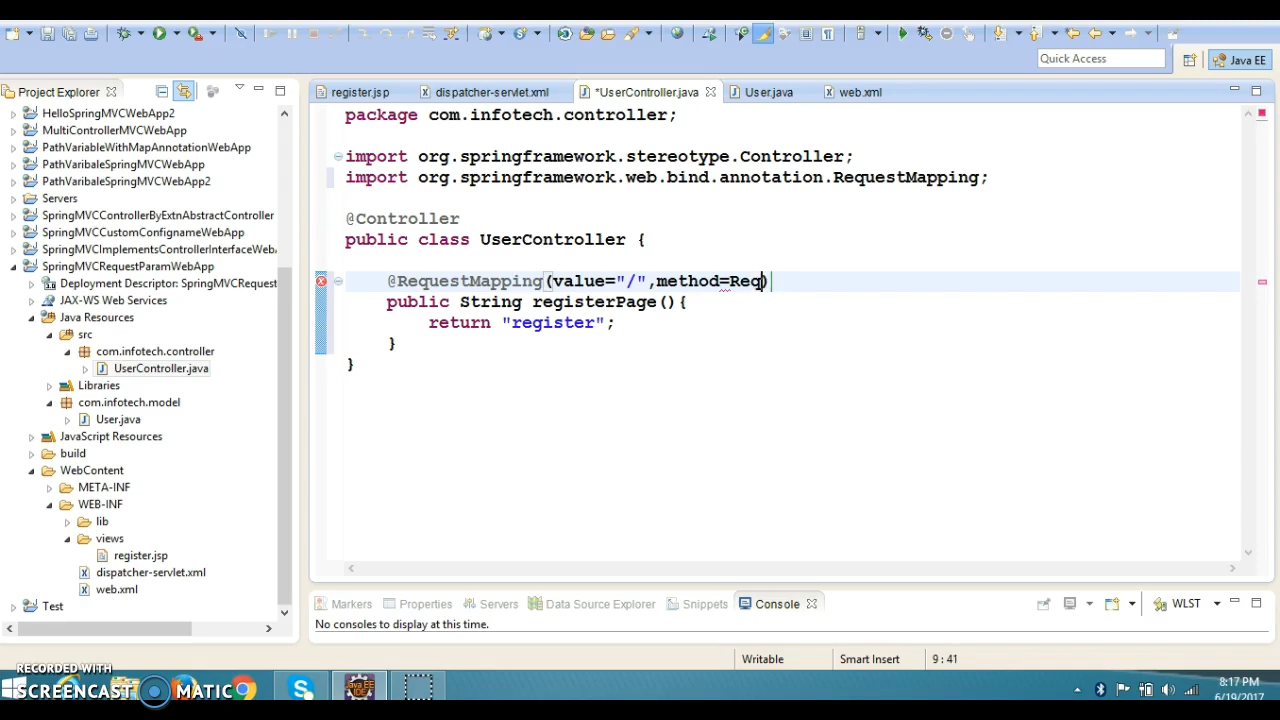 Quick Access
Java EE
Project Explorer
register.jsp
dispatcher-servlet.xml
*UserController.java
User.java
web.xml
HelloSpringMVCWebApp2
MultiControllerMVCWebApp
PathVariableWithMapAnnotationWebApp
PathVaribaleSpringMVCWebApp
PathVaribaleSpringMVCWebApp2
Servers
SpringMVCControllerByExtnAbstractController
SpringMVCCustomConfignameWebApp
SpringMVCImplementsControllerInterfaceWeb
SpringMVCRequestParamWebApp
Deployment Descriptor: SpringMVCRequest
JAX-WS Web Services
Java Resources
src
com.infotech.controller
UserController.java
Libraries
com.infotech.model
User.java
JavaScript Resources
build
WebContent
META-INF
WEB-INF
lib
views
register.jsp
dispatcher-servlet.xml
web.xml
Test
package com.infotech.controller;
import org.springframework.stereotype.Controller;
import org.springframework.web.bind.annotation.RequestMapping;
@Controller
public class UserController {
@RequestMapping(value="/",method=Req)
public String registerPage(){
return "register";
}
}
Markers
Properties
Servers
Data Source Explorer
Snippets
Console
WLST
No consoles to display at this time.
Writable
Smart Insert
9 : 41
RECORDED WITH
SCREENCAST MATIC
Java EE
IDE
8:17 PM
6/19/2017